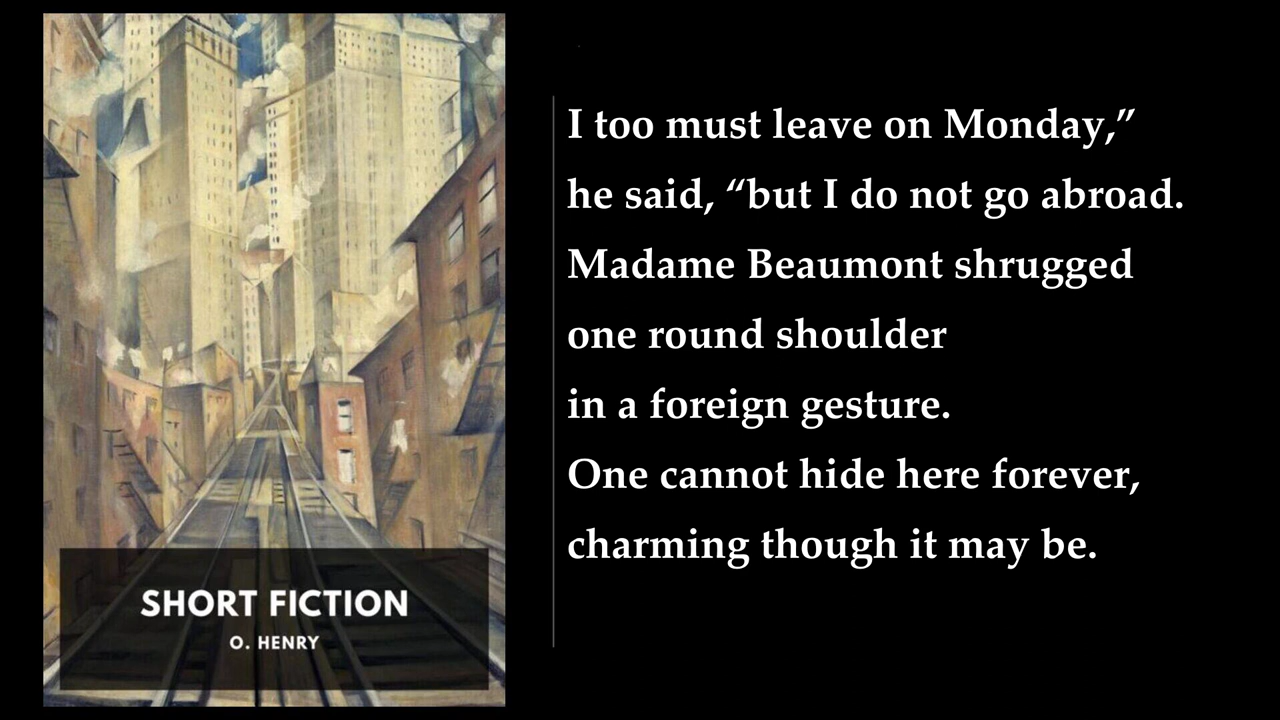 SHORT FICTION
O. HENRY
I too must leave on Monday,”
he said, “but I do not go abroad.
Madame Beaumont shrugged
one round shoulder
in a foreign gesture.
One cannot hide here forever,
charming though it may be.